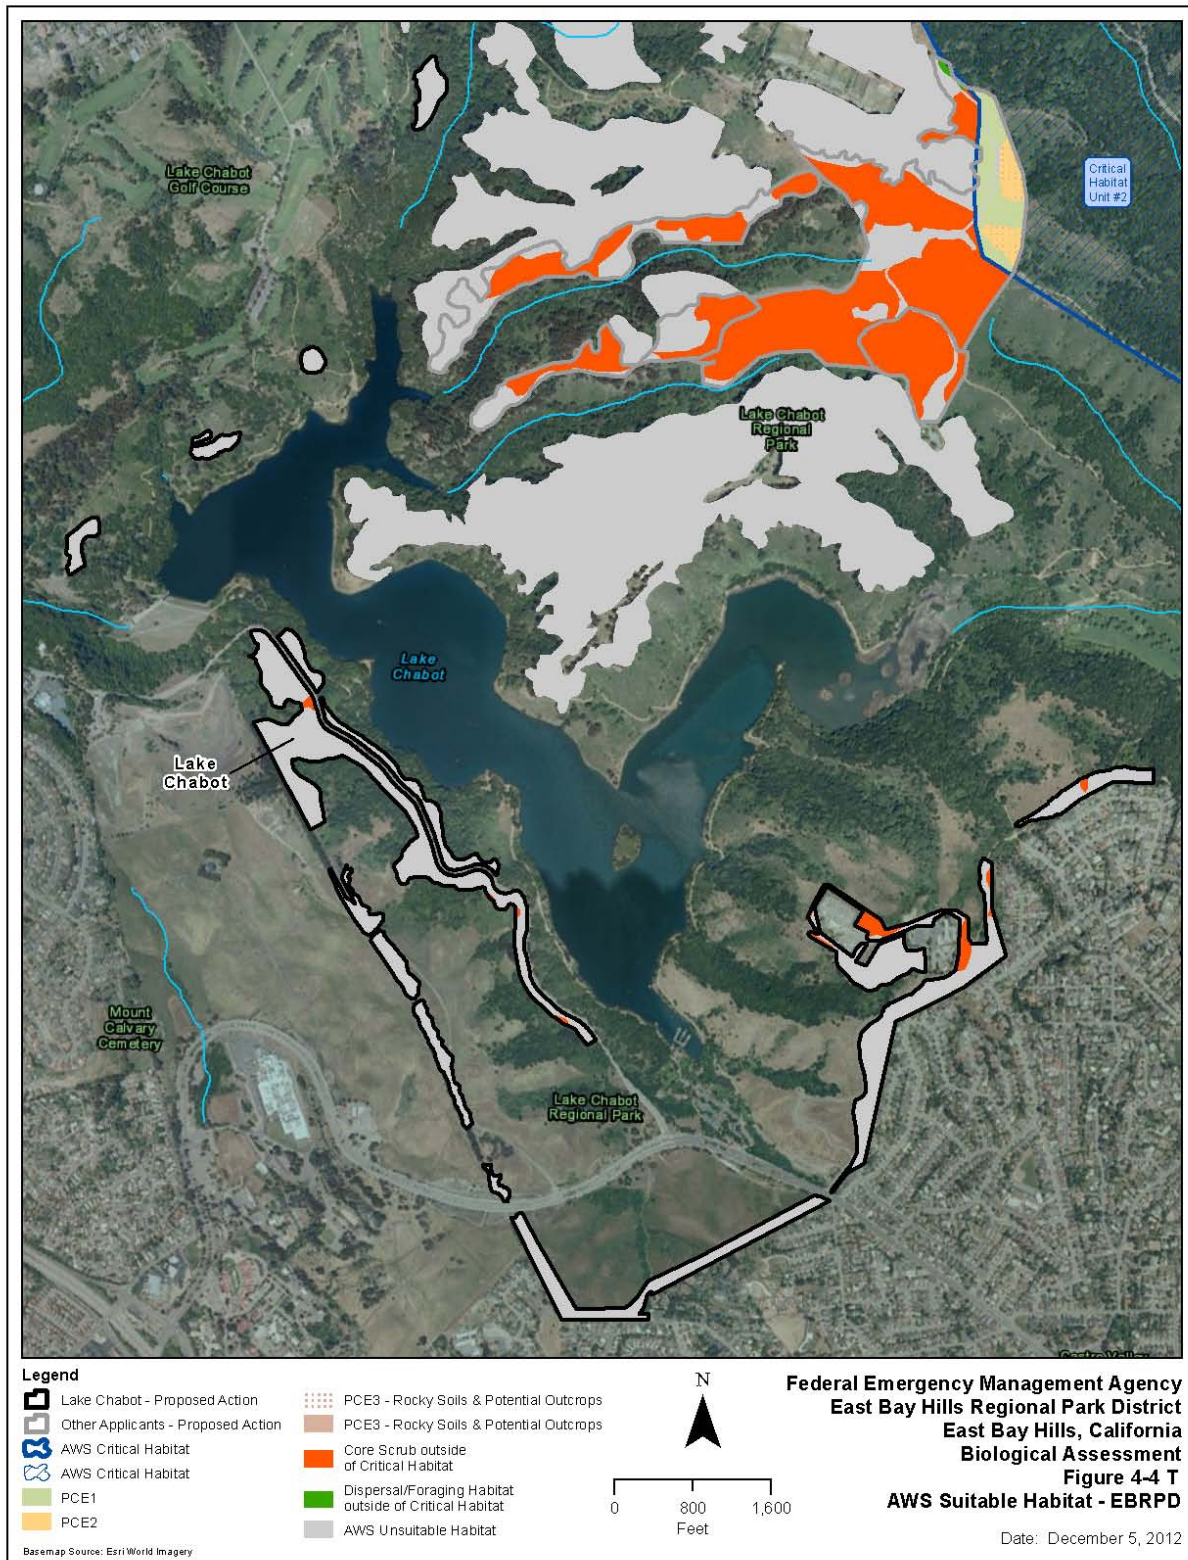 Lake Chabot
Golf Course
Critical
Habitat
Unit #2
Lake Chabot
Regional
Park
Lake
Chabot
Lake
Chabot
Mount
Calvary
Cemetery
Lake Chabot
Regional Park
Castro Valley
Legend
Lake Chabot - Proposed Action
Other Applicants - Proposed Action
AWS Critical Habitat
AWS Critical Habitat
PCE1
PCE2
PCE3 - Rocky Soils & Potential Outcrops
PCE3 - Rocky Soils & Potential Outcrops
Core Scrub outside
of Critical Habitat
Dispersal/Foraging Habitat
outside of Critical Habitat
AWS Unsuitable Habitat
Basemap Source: Esri World Imagery
N
0 800 1,600
Feet
Federal Emergency Management Agency
East Bay Hills Regional Park District
East Bay Hills, California
Biological Assessment
Figure 4-4 T
AWS Suitable Habitat - EBRPD
Date: December 5, 2012